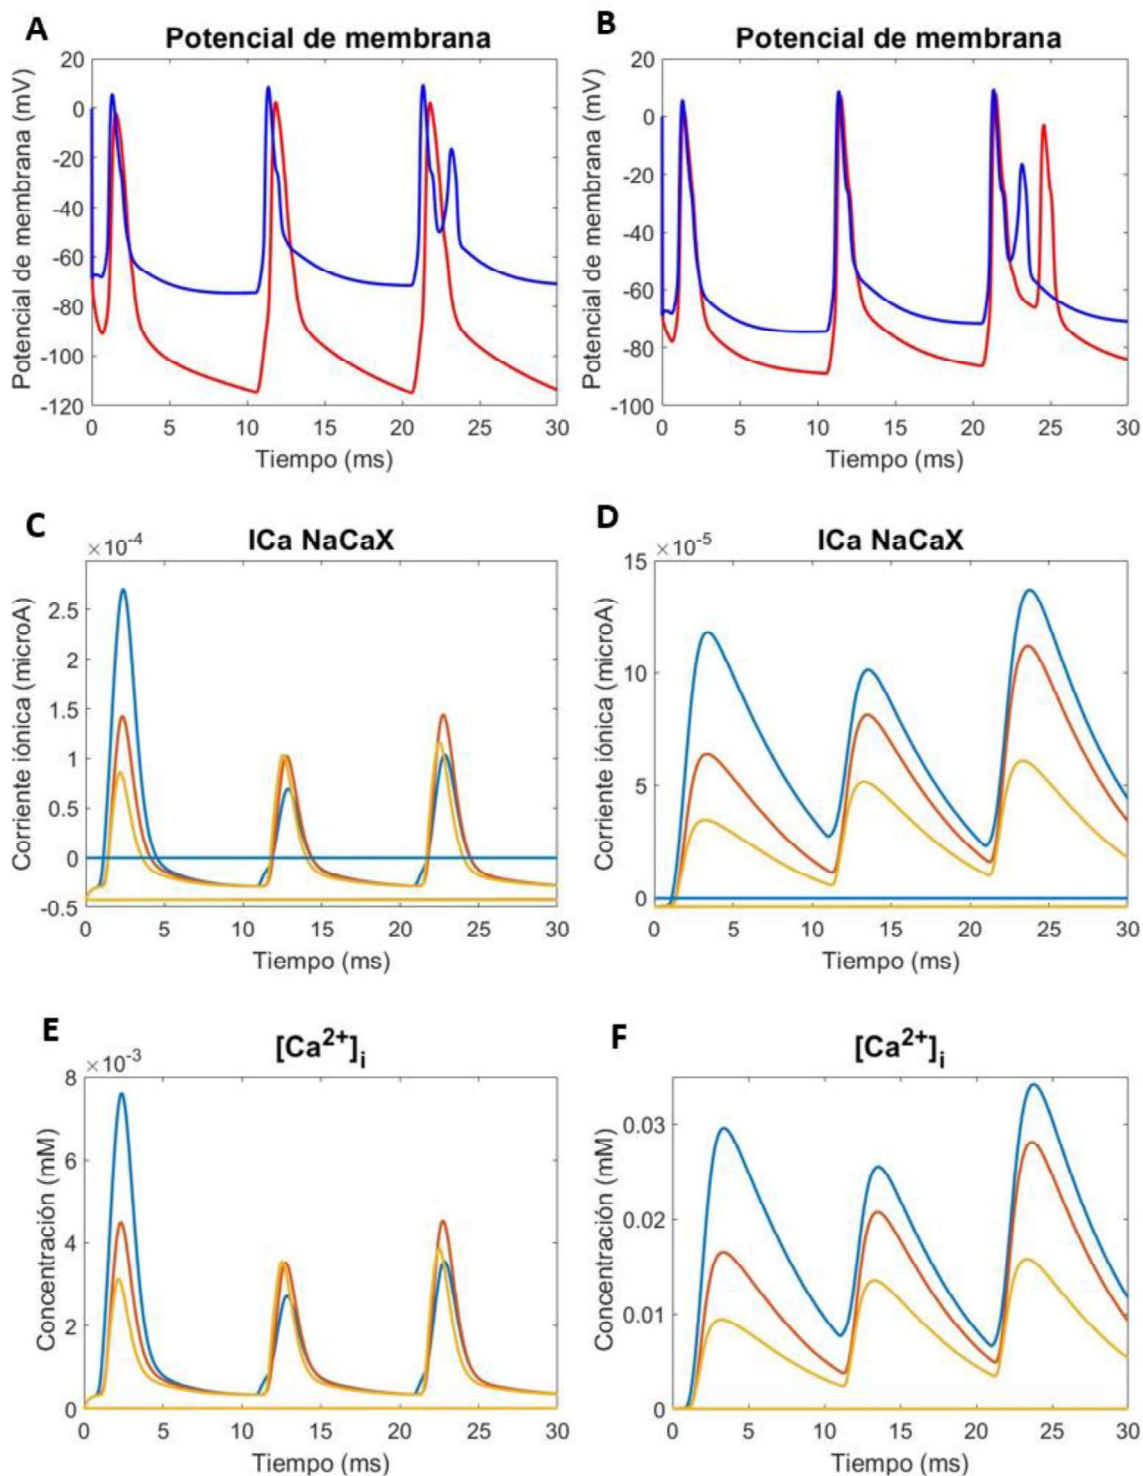 A
Potencial de membrana
Potencial de membrana (mV)
20
0
-20
-40
-60
-80
-100
-120
0 5 10 15 20 25 30
Tiempo (ms)
B
Potencial de membrana
Potencial de membrana (mV)
20
0
-20
-40
-60
-80
-100
0 5 10 15 20 25 30
Tiempo (ms)
C
ICa NaCaX
×10⁻⁴
Corriente iónica (microA)
2.5
2
1.5
1
0.5
0
-0.5
0 5 10 15 20 25 30
Tiempo (ms)
D
ICa NaCaX
×10⁻⁵
Corriente iónica (microA)
15
10
5
0
0 5 10 15 20 25 30
Tiempo (ms)
E
[Ca²⁺]ᵢ
×10⁻³
Concentración (mM)
8
6
4
2
0
0 5 10 15 20 25 30
Tiempo (ms)
F
[Ca²⁺]ᵢ
Concentración (mM)
0.03
0.02
0.01
0
0 5 10 15 20 25 30
Tiempo (ms)